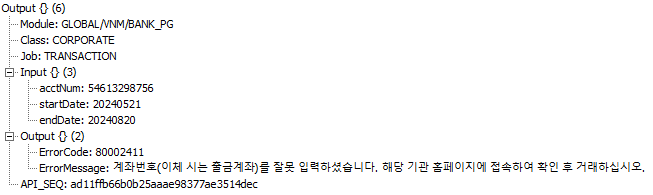 Output {} (6)
Module: GLOBAL/VNM/BANK_PG
Class: CORPORATE
Job: TRANSACTION
Input {} (3)
acctNum: 54613298756
startDate: 20240521
endDate: 20240820
Output {} (2)
ErrorCode: 80002411
ErrorMessage: 계좌번호(이체 시는 출금계좌)를 잘못 입력하셨습니다. 해당 기관 홈페이지에 접속하여 확인 후 거래하십시오.
API_SEQ: ad11ffb66b0b25aaae98377ae3514dec